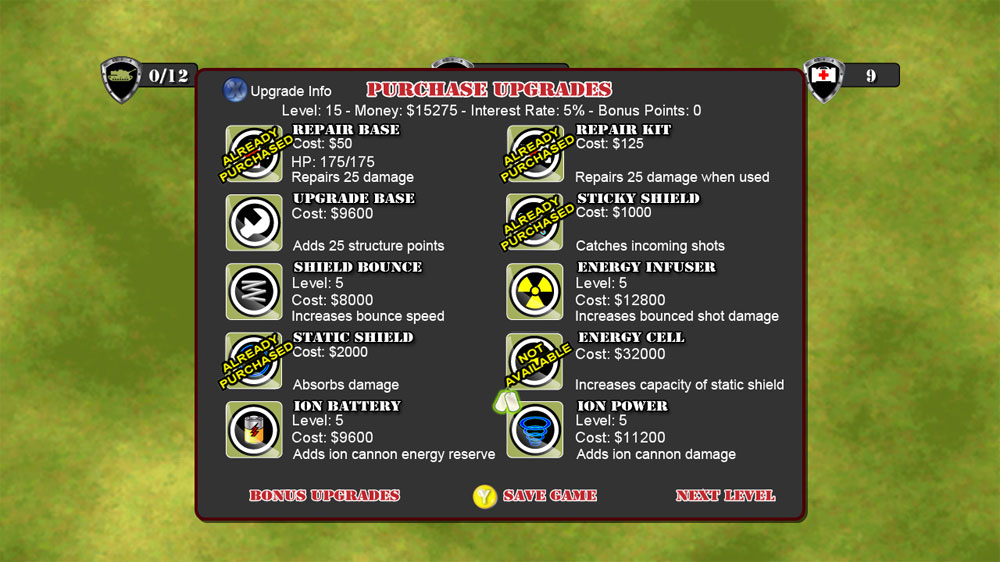 0/12
9
Upgrade Info
PURCHASE UPGRADES
Level: 15 - Money: $15275 - Interest Rate: 5% - Bonus Points: 0
ALREADY PURCHASED
REPAIR BASE
Cost: $50
HP: 175/175
Repairs 25 damage
ALREADY PURCHASED
REPAIR KIT
Cost: $125
Repairs 25 damage when used
UPGRADE BASE
Cost: $9600
Adds 25 structure points
ALREADY PURCHASED
STICKY SHIELD
Cost: $1000
Catches incoming shots
SHIELD BOUNCE
Level: 5
Cost: $8000
Increases bounce speed
ENERGY INFUSER
Level: 5
Cost: $12800
Increases bounced shot damage
ALREADY PURCHASED
STATIC SHIELD
Cost: $2000
Absorbs damage
NOT AVAILABLE
ENERGY CELL
Cost: $32000
Increases capacity of static shield
ION BATTERY
Level: 5
Cost: $9600
Adds ion cannon energy reserve
ION POWER
Level: 5
Cost: $11200
Adds ion cannon damage
BONUS UPGRADES
Y SAVE GAME
NEXT LEVEL